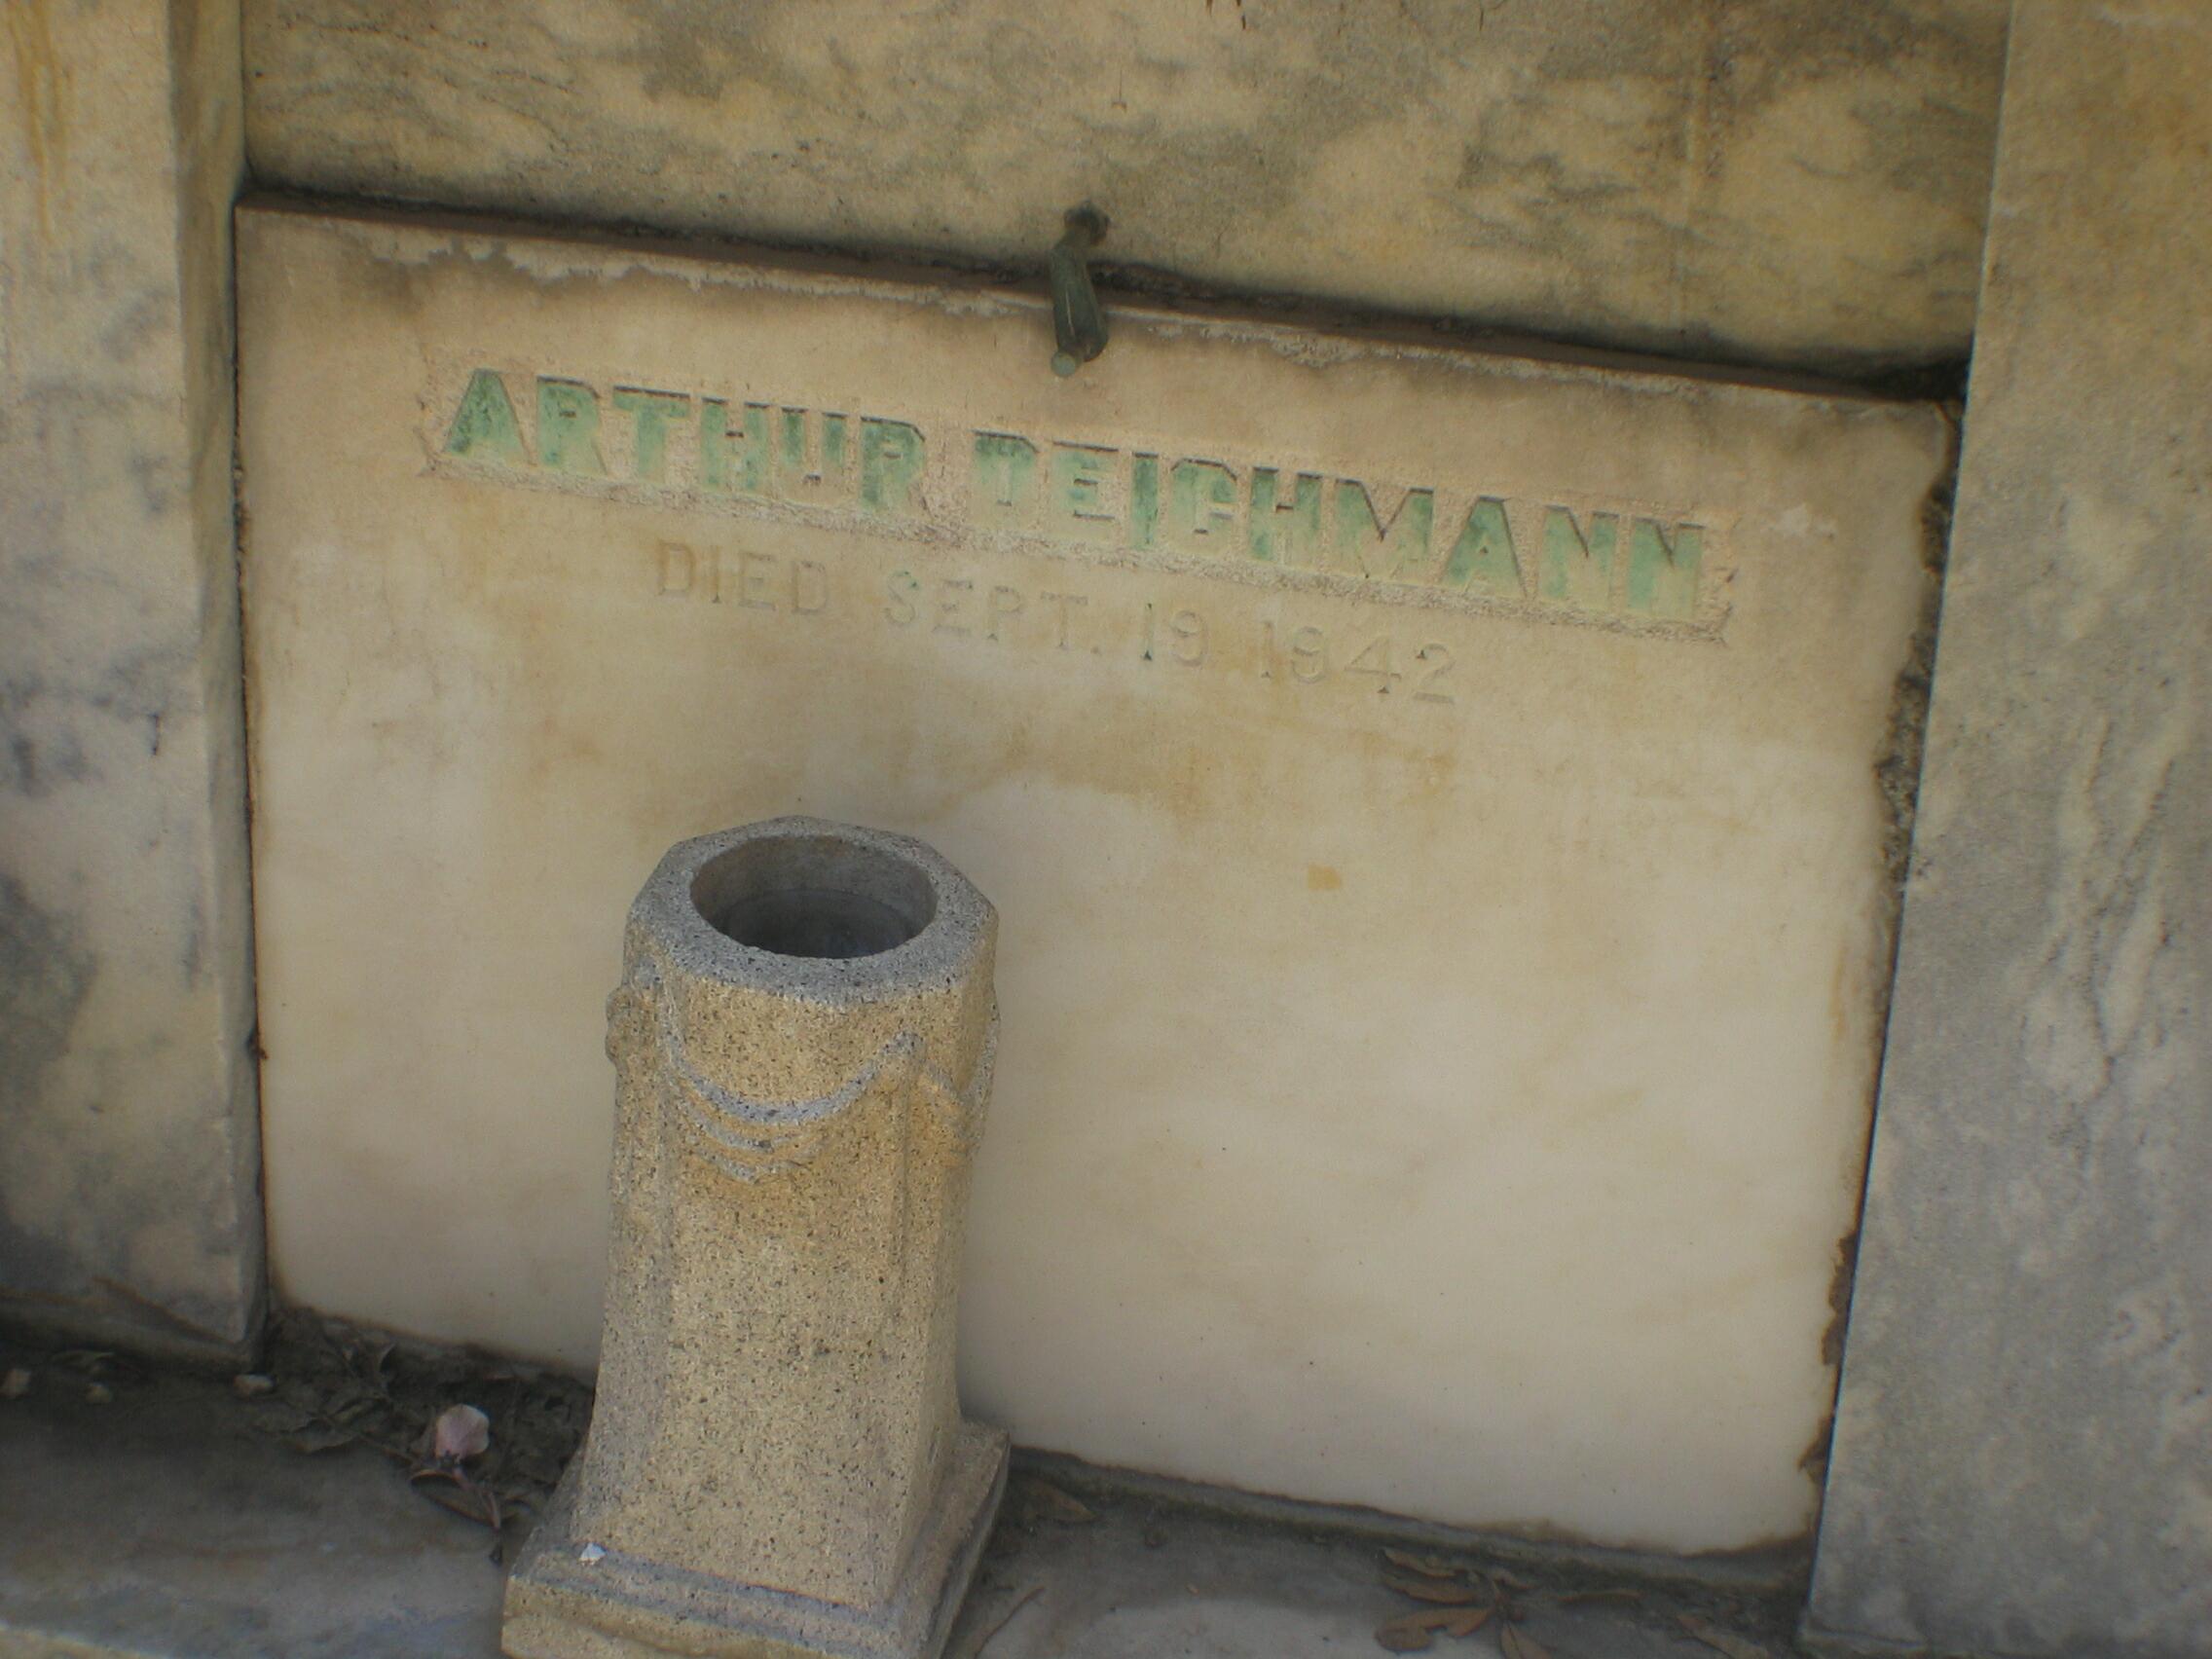 ARTHUR DEICHMANN
DIED SEPT. 19 1942